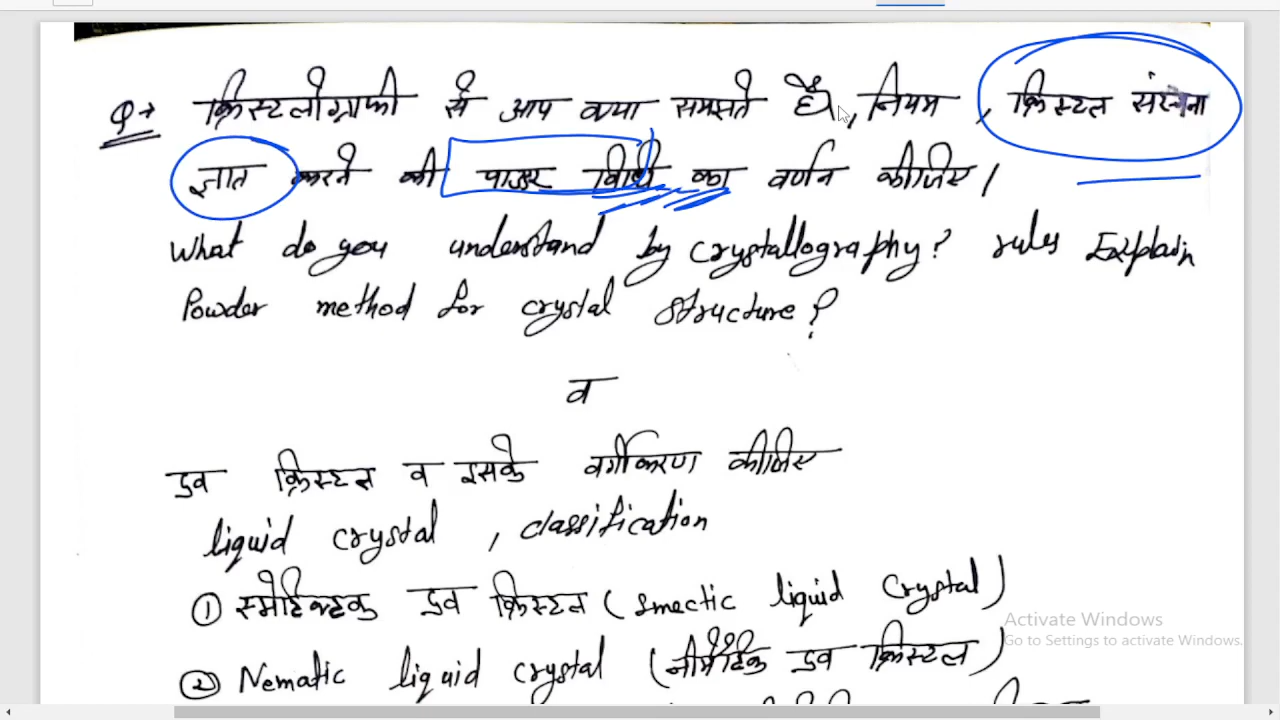 Q→ क्रिस्टलोग्राफी से आप क्या समझते हैं, नियम, क्रिस्टल संरचना
ज्ञात करने की पाउडर विधि का वर्णन कीजिए।
What do you understand by crystallography? rules Explain
Powder method for crystal structure?
व
द्रव क्रिस्टल व इसके वर्गीकरण कीजिए
liquid crystal, classification
① स्मेटिक्टक द्रव क्रिस्टल (smectic liquid crystal)
② Nematic liquid crystal (नीमैटिक द्रव क्रिस्टल)
Activate Windows
Go to Settings to activate Windows.